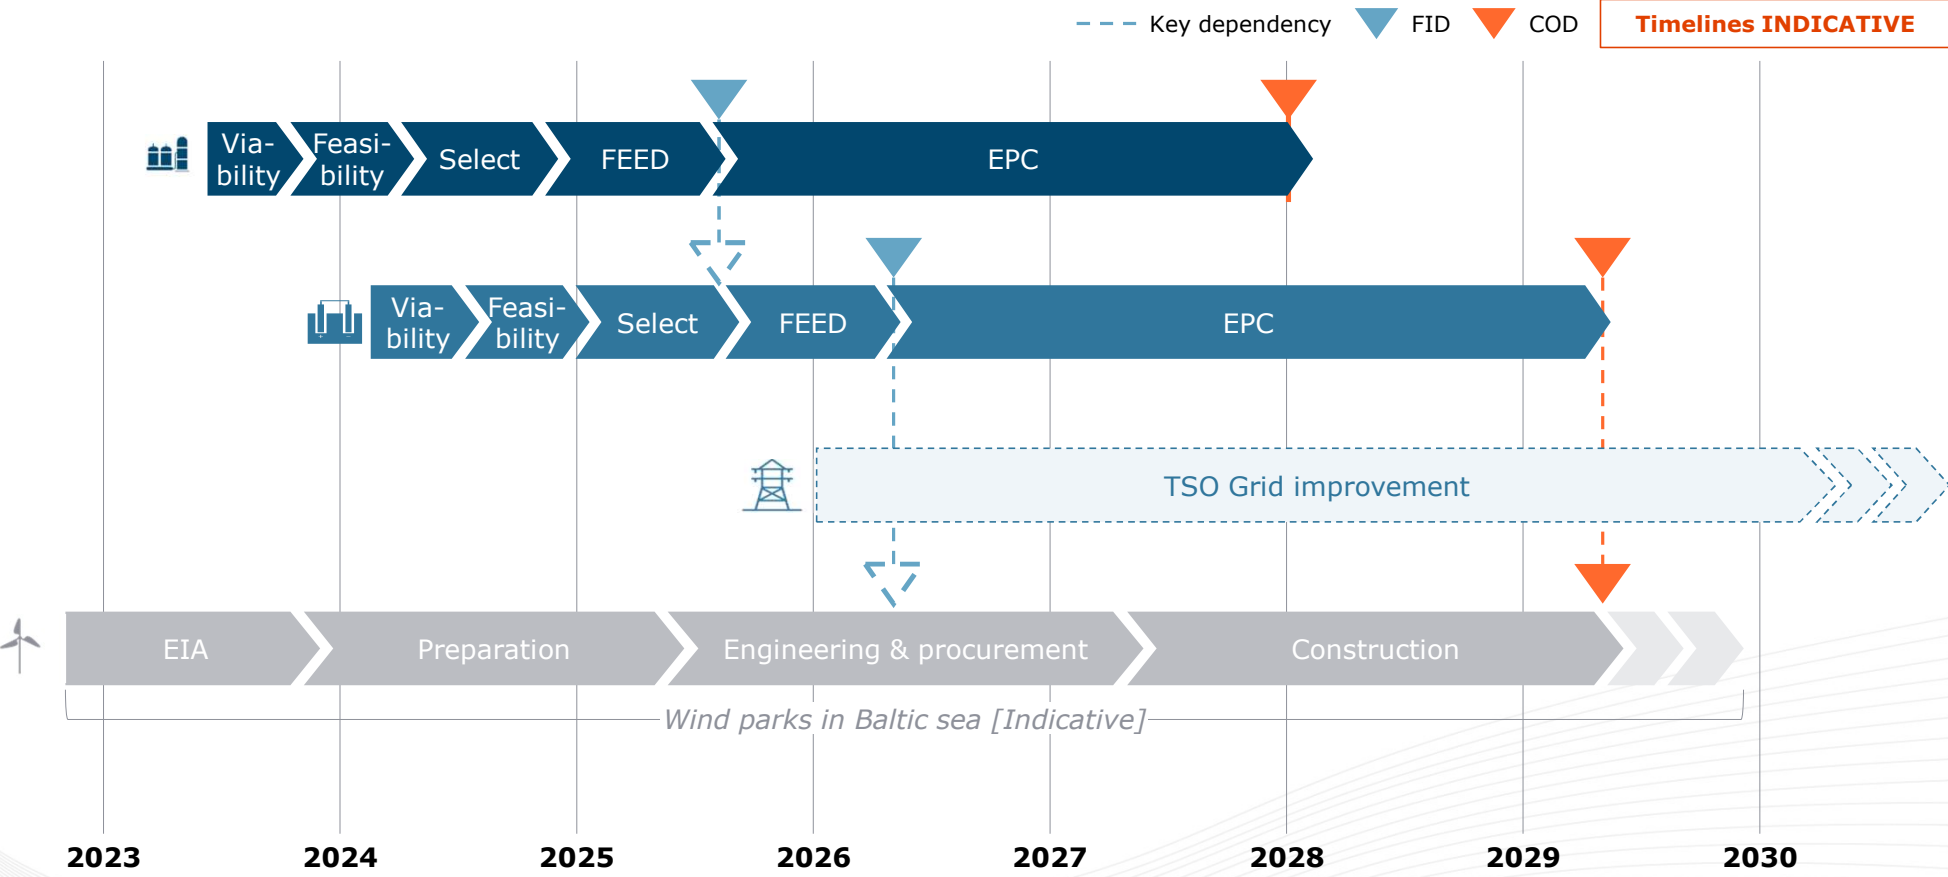 Key dependency
FID
COD
Timelines INDICATIVE
Via-
bility
Feasi-
bility
Select
FEED
EPC
Via-
bility
Feasi-
bility
Select
FEED
EPC
TSO Grid improvement
EIA
Preparation
Engineering & procurement
Construction
Wind parks in Baltic sea [Indicative]
2023
2024
2025
2026
2027
2028
2029
2030